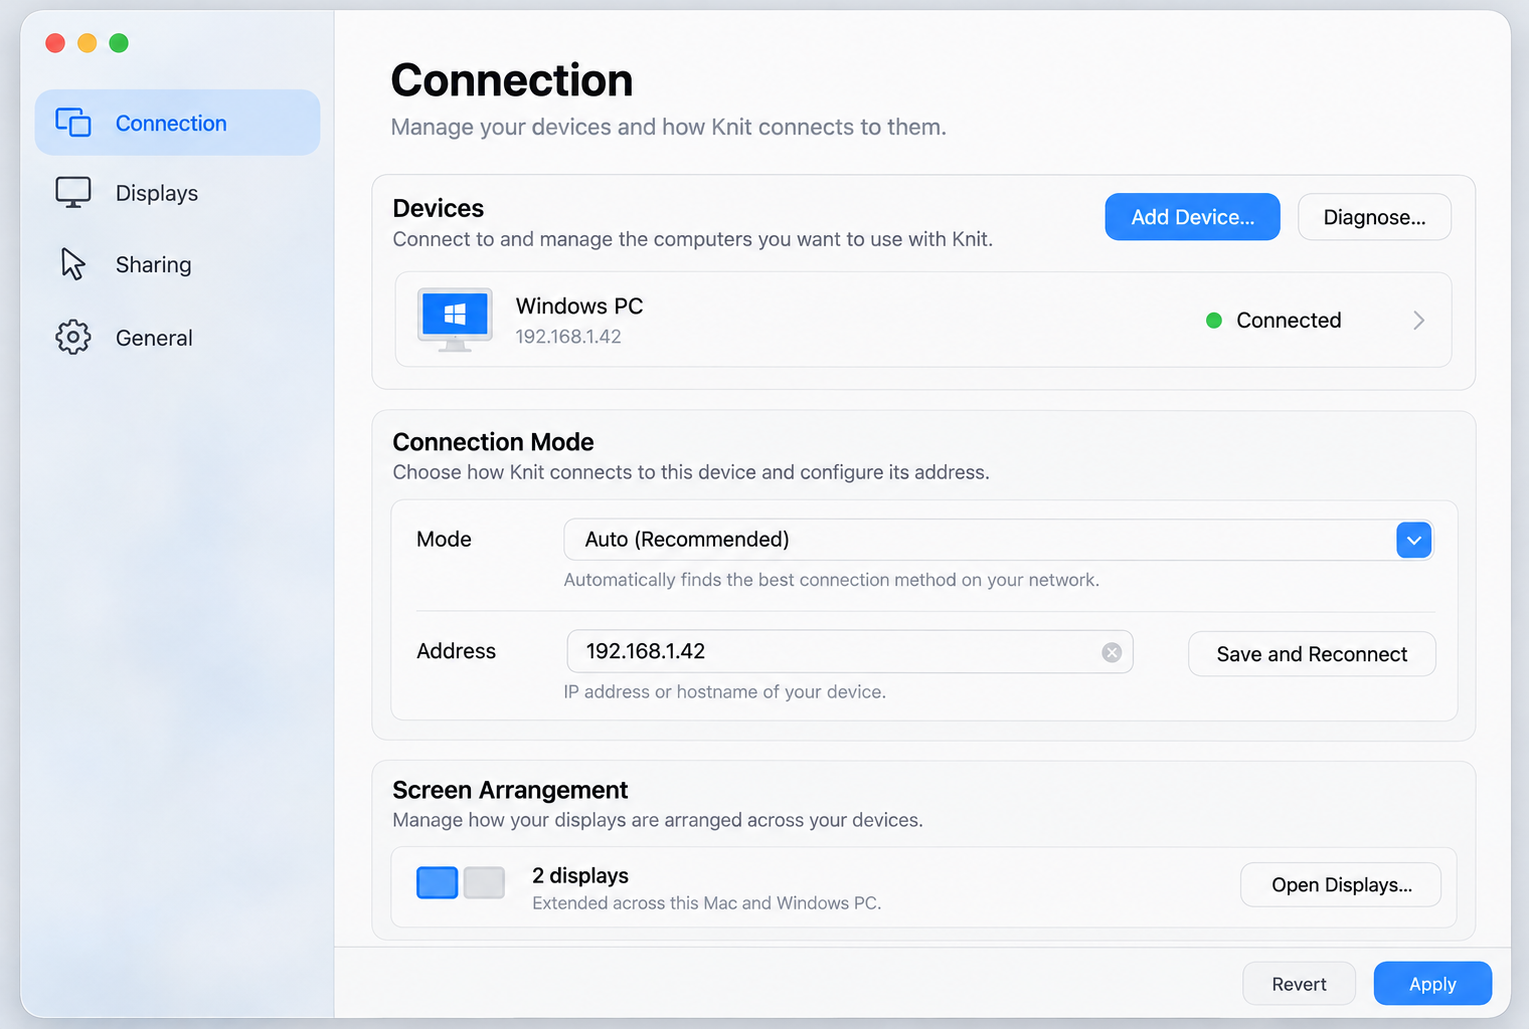 Connection
Displays
Sharing
General
Connection
Manage your devices and how Knit connects to them.
Devices
Connect to and manage the computers you want to use with Knit.
Add Device...
Diagnose...
Windows PC
192.168.1.42
Connected
Connection Mode
Choose how Knit connects to this device and configure its address.
Mode
Auto (Recommended)
Automatically finds the best connection method on your network.
Address
192.168.1.42
Save and Reconnect
IP address or hostname of your device.
Screen Arrangement
Manage how your displays are arranged across your devices.
2 displays
Extended across this Mac and Windows PC.
Open Displays...
Revert
Apply